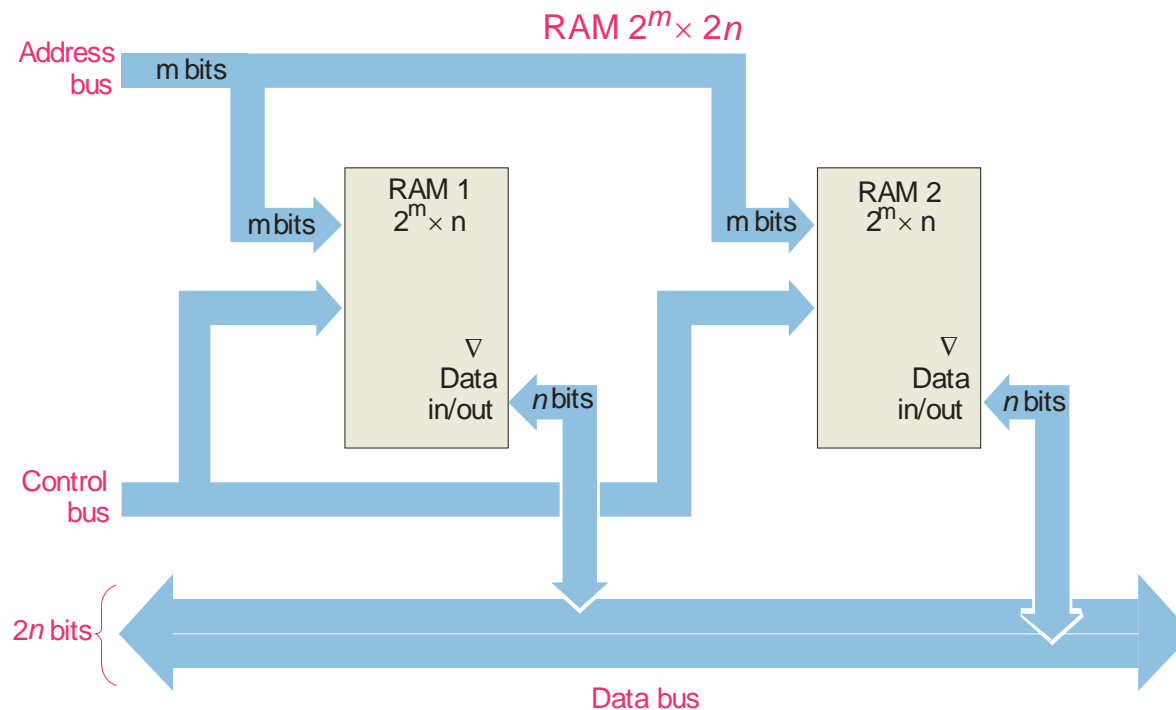 RAM 2^m × 2n
Address
bus
m bits
RAM 1
2^m × n
m bits
∇
Data
in/out
n bits
RAM 2
2^m × n
m bits
∇
Data
in/out
n bits
Control
bus
2n bits
Data bus